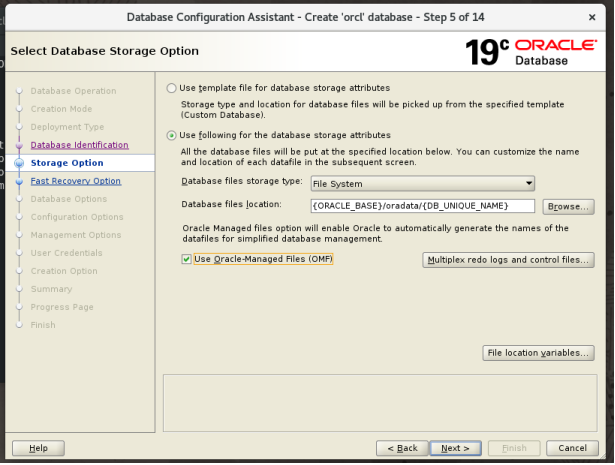 Database Configuration Assistant - Create 'orcl' database - Step 5 of 14
Select Database Storage Option
19c ORACLE
Database
Database Operation
Creation Mode
Deployment Type
Database Identification
Storage Option
Fast Recovery Option
Database Options
Configuration Options
Management Options
User Credentials
Creation Option
Summary
Progress Page
Finish
Use template file for database storage attributes
Storage type and location for database files will be picked up from the specified template
(Custom Database).
Use following for the database storage attributes
All the database files will be put at the specified location below. You can customize the name
and location of each datafile in the subsequent screen.
Database files storage type: File System
Database files location: {ORACLE_BASE}/oradata/{DB_UNIQUE_NAME} Browse...
Oracle Managed files option will enable Oracle to automatically generate the names of the
datafiles for simplified database management.
Use Oracle-Managed Files (OMF) Multiplex redo logs and control files...
File location variables...
Help < Back Next > Finish Cancel